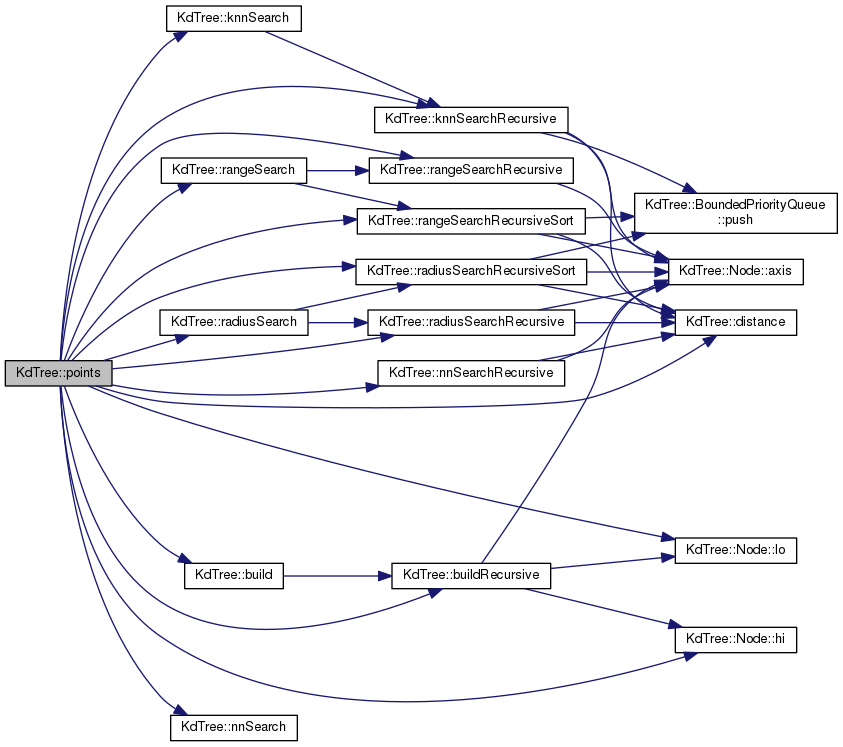 KdTree::knnSearch
KdTree::knnSearchRecursive
KdTree::rangeSearch
KdTree::rangeSearchRecursive
KdTree::BoundedPriorityQueue
::push
KdTree::rangeSearchRecursiveSort
KdTree::radiusSearchRecursiveSort
KdTree::Node::axis
KdTree::radiusSearch
KdTree::radiusSearchRecursive
KdTree::distance
KdTree::points
KdTree::nnSearchRecursive
KdTree::Node::lo
KdTree::build
KdTree::buildRecursive
KdTree::Node::hi
KdTree::nnSearch